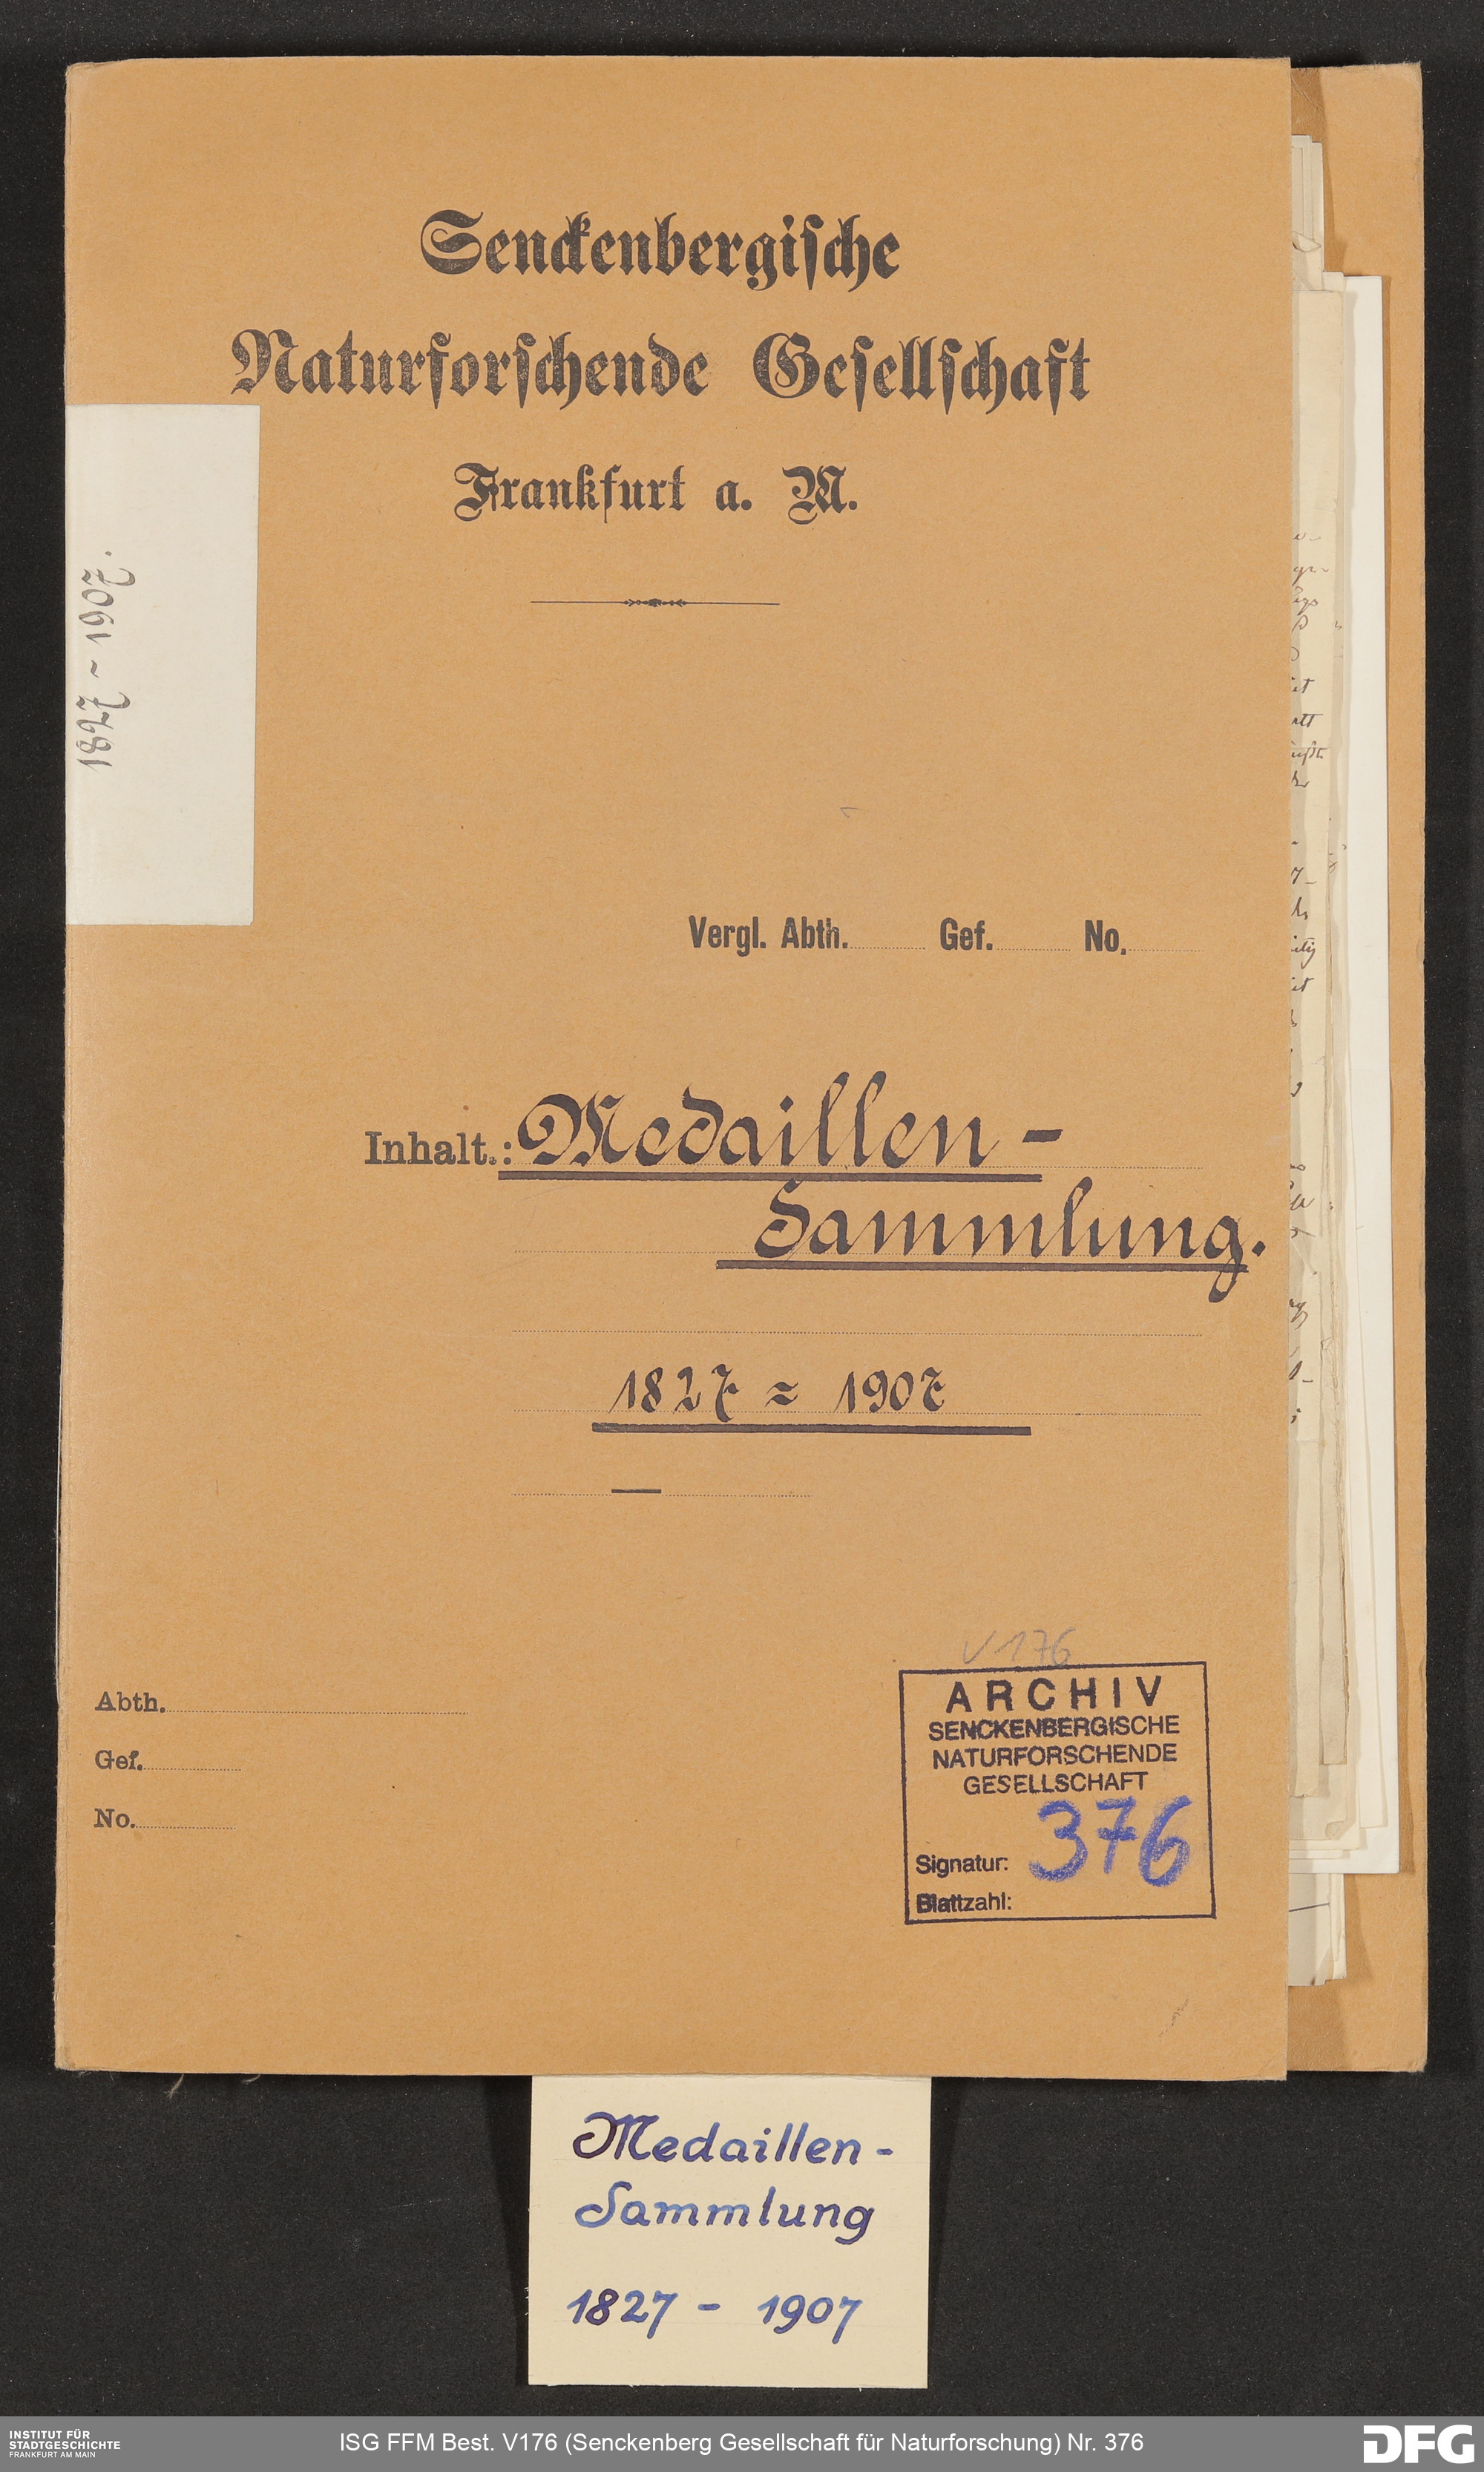 Senckenbergische
Naturforschende Gesellschaft
Frankfurt a. M.
1827 - 1907.
Vergl. Abth. Gef. No.
Inhalt.: Medaillen -
Sammlung.
1827 = 1907
V 176
Abth.
Gef.
No.
ARCHIV
SENCKENBERGISCHE
NATURFORSCHENDE
GESELLSCHAFT
Signatur: 376
Blattzahl:
Medaillen -
Sammlung
1827 - 1907
INSTITUT FÜR
STADTGESCHICHTE
FRANKFURT AM MAIN
ISG FFM Best. V176 (Senckenberg Gesellschaft für Naturforschung) Nr. 376
DFG